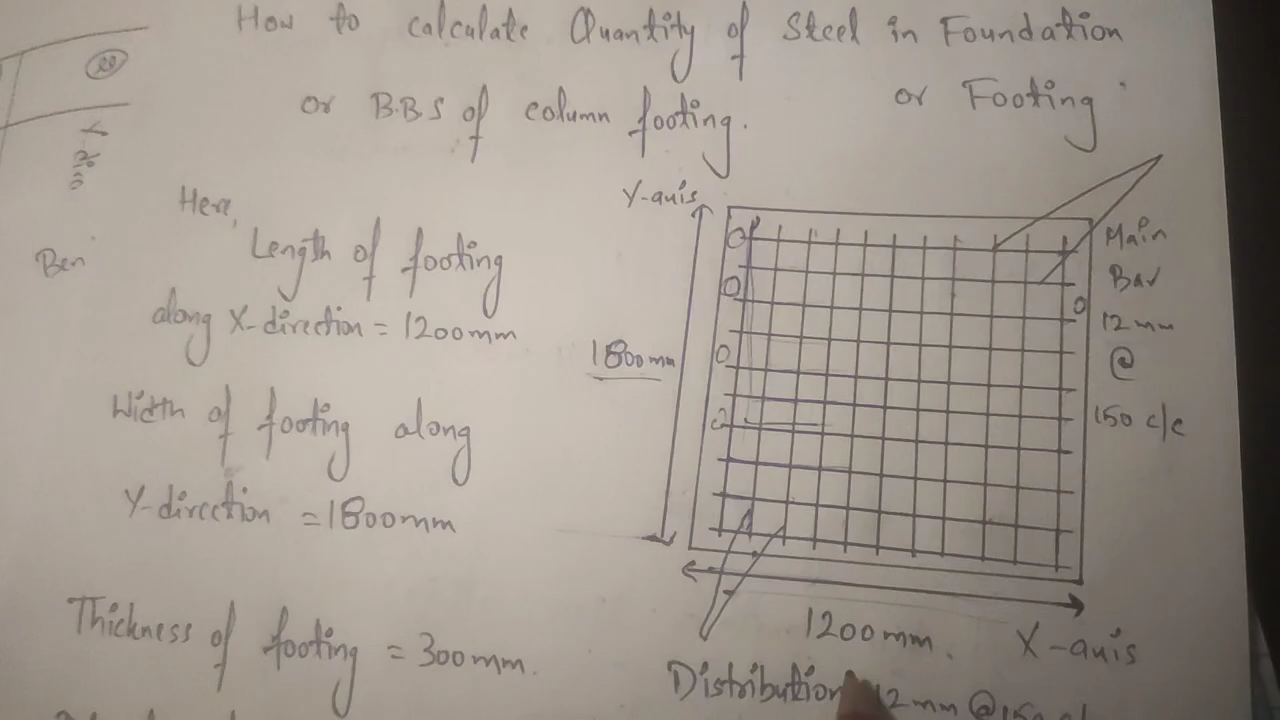 How to calculate Quantity of Steel in Foundation
or Footing
or B.B.S of column footing.
Here,
Length of footing
along X-direction = 1200mm
Width of footing along
Y-direction = 1800mm
Thickness of footing = 300mm.
Y-axis
1800mm
Main
Bar
12mm
@
150 c/c
1200mm.
X-axis
Distribution 12mm @150